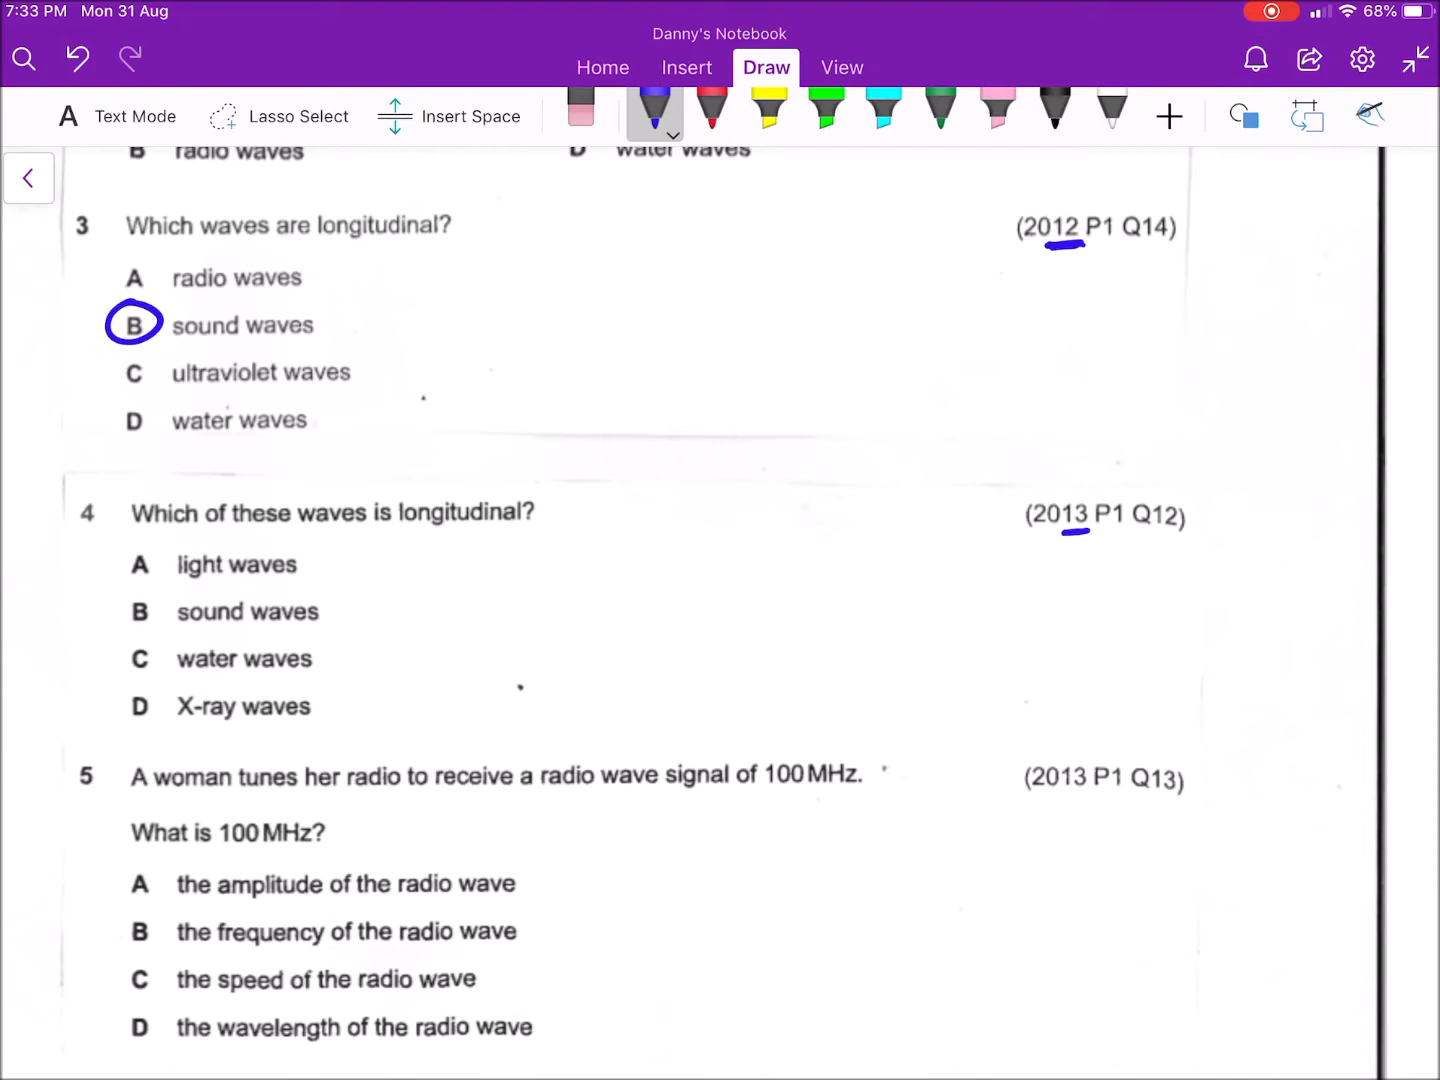 7:33 PM Mon 31 Aug
68%
Danny's Notebook
Home Insert Draw View
A Text Mode Lasso Select Insert Space
B radio waves D water waves
3 Which waves are longitudinal? (2012 P1 Q14)
A radio waves
B sound waves
C ultraviolet waves
D water waves
4 Which of these waves is longitudinal? (2013 P1 Q12)
A light waves
B sound waves
C water waves
D X-ray waves
5 A woman tunes her radio to receive a radio wave signal of 100 MHz. (2013 P1 Q13)
What is 100 MHz?
A the amplitude of the radio wave
B the frequency of the radio wave
C the speed of the radio wave
D the wavelength of the radio wave